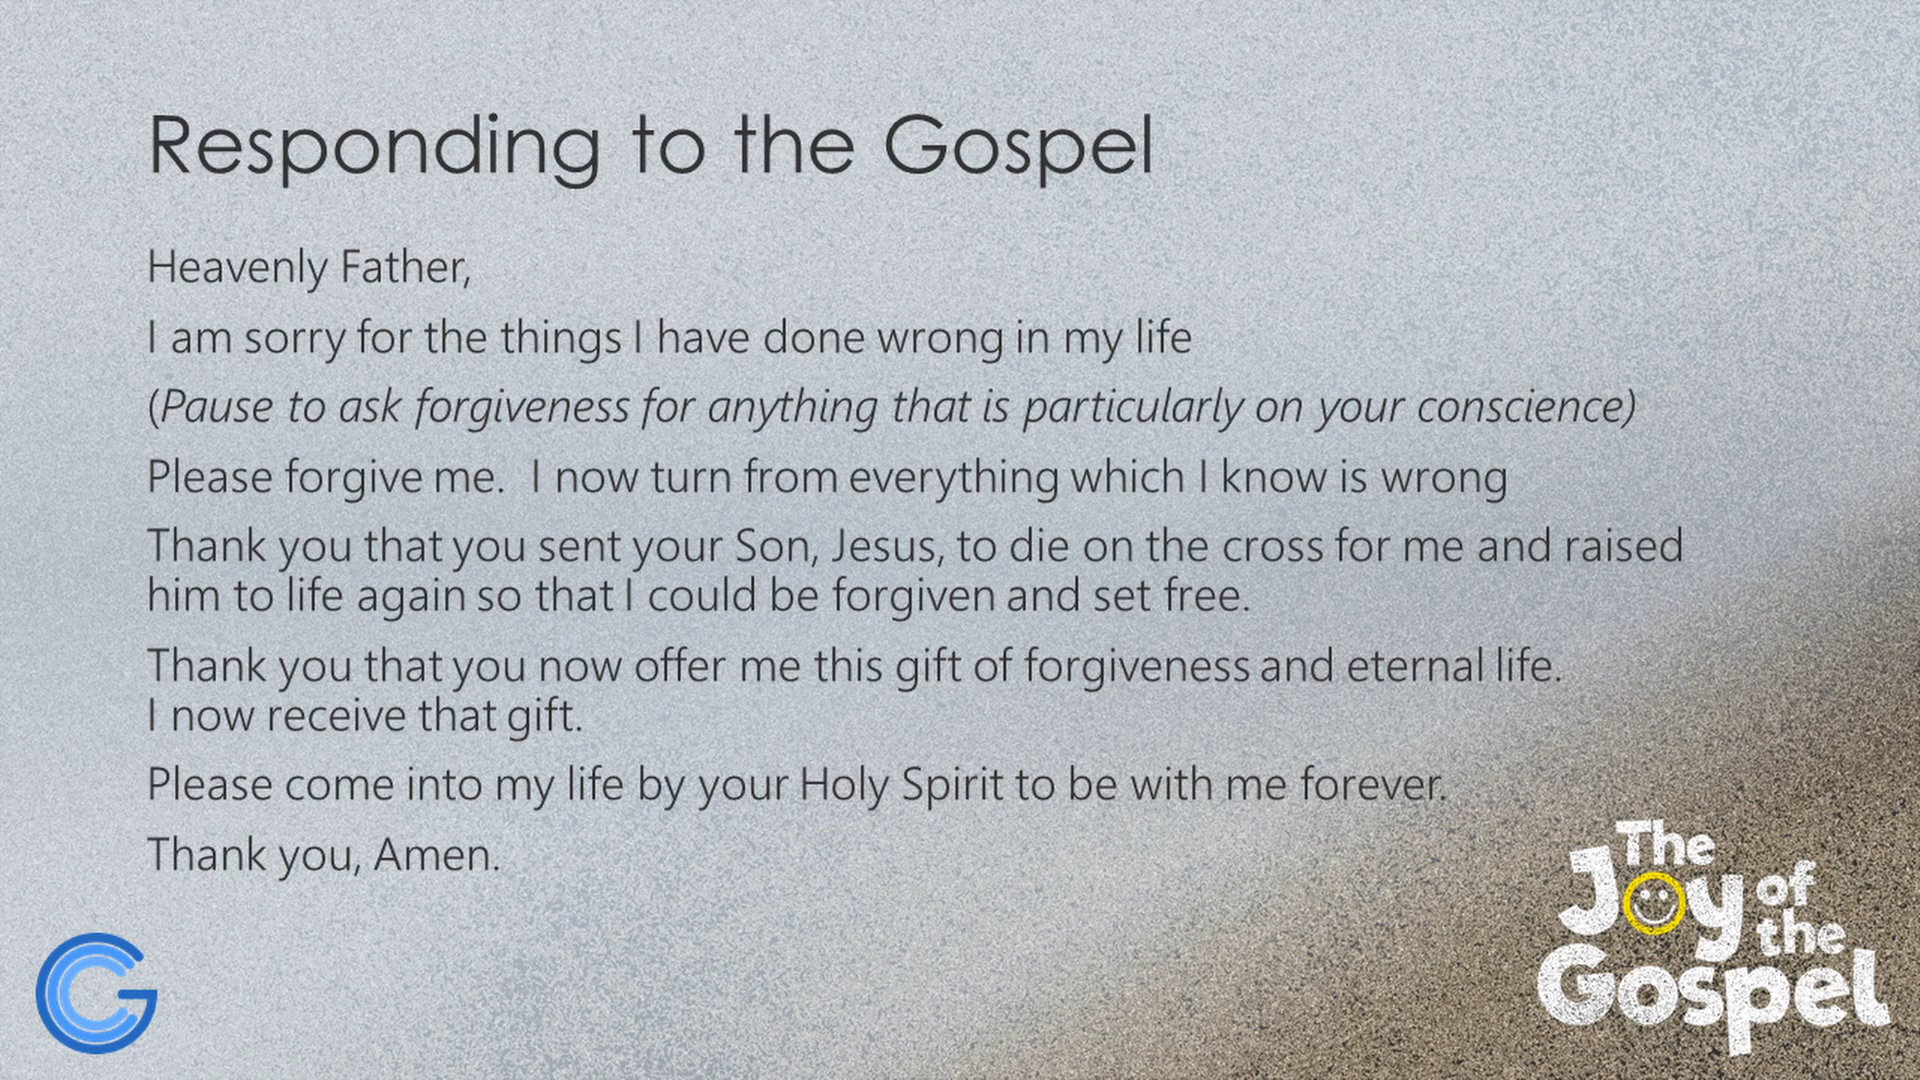 Responding to the Gospel
Heavenly Father,
I am sorry for the things I have done wrong in my life
(Pause to ask forgiveness for anything that is particularly on your conscience)
Please forgive me.  I now turn from everything which I know is wrong
Thank you that you sent your Son, Jesus, to die on the cross for me and raised
him to life again so that I could be forgiven and set free.
Thank you that you now offer me this gift of forgiveness and eternal life.
I now receive that gift.
Please come into my life by your Holy Spirit to be with me forever.
Thank you, Amen.
The
Joy of
the
Gospel